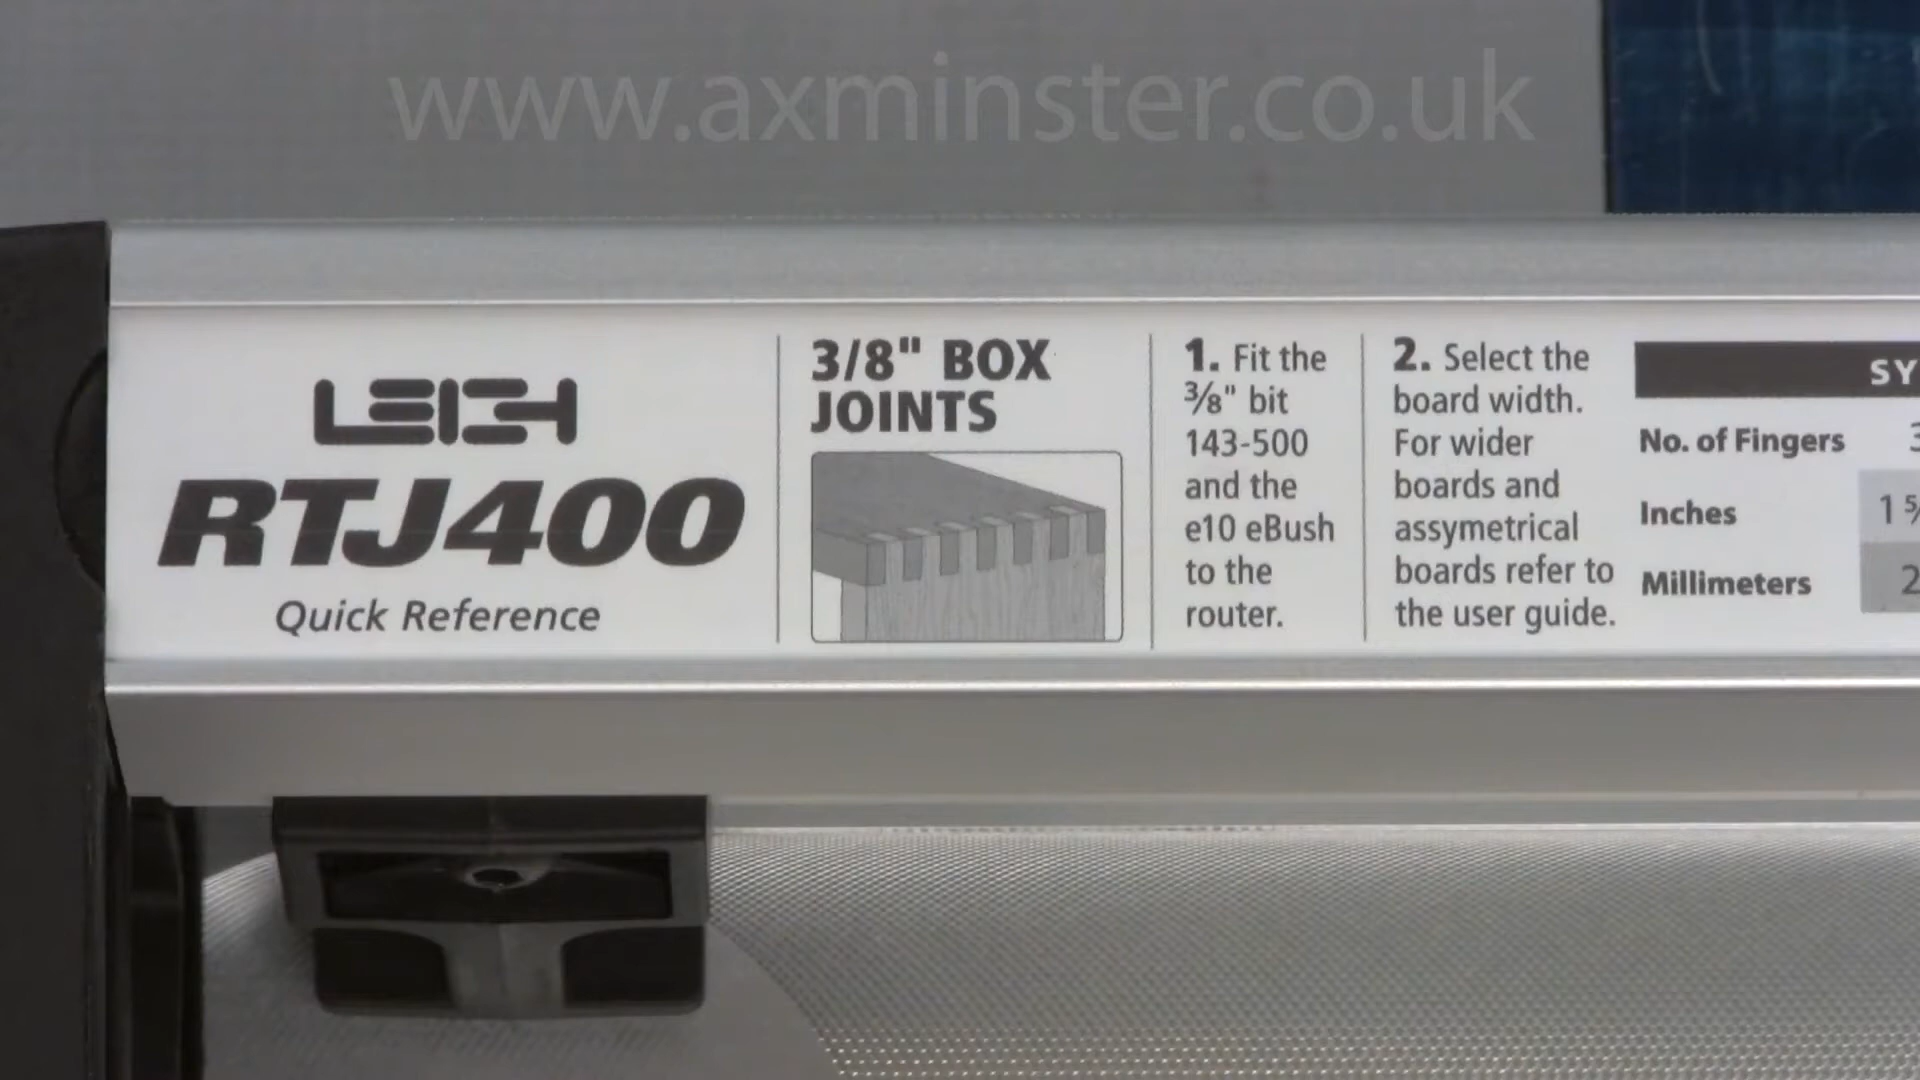 www.axminster.co.uk
LEIGH
RTJ400
Quick Reference
3/8" BOX
JOINTS
1. Fit the
3/8" bit
143-500
and the
e10 eBush
to the
router.
2. Select the
board width.
For wider
boards and
assymetrical
boards refer to
the user guide.
No. of Fingers
Inches
Millimeters